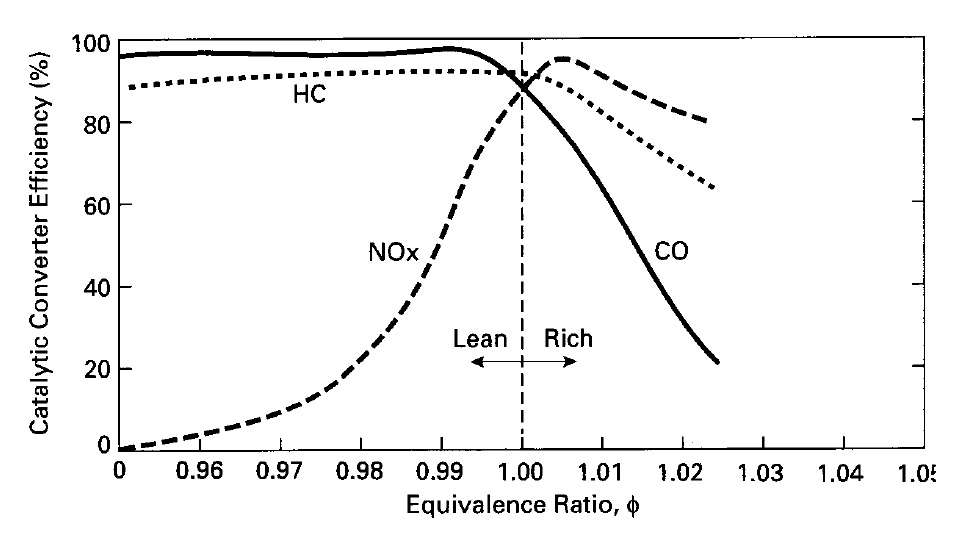 Catalytic Converter Efficiency (%)
100
80
60
40
20
0
HC
NOx
CO
Lean
Rich
0 0.96 0.97 0.98 0.99 1.00 1.01 1.02 1.03 1.04
Equivalence Ratio, ϕ